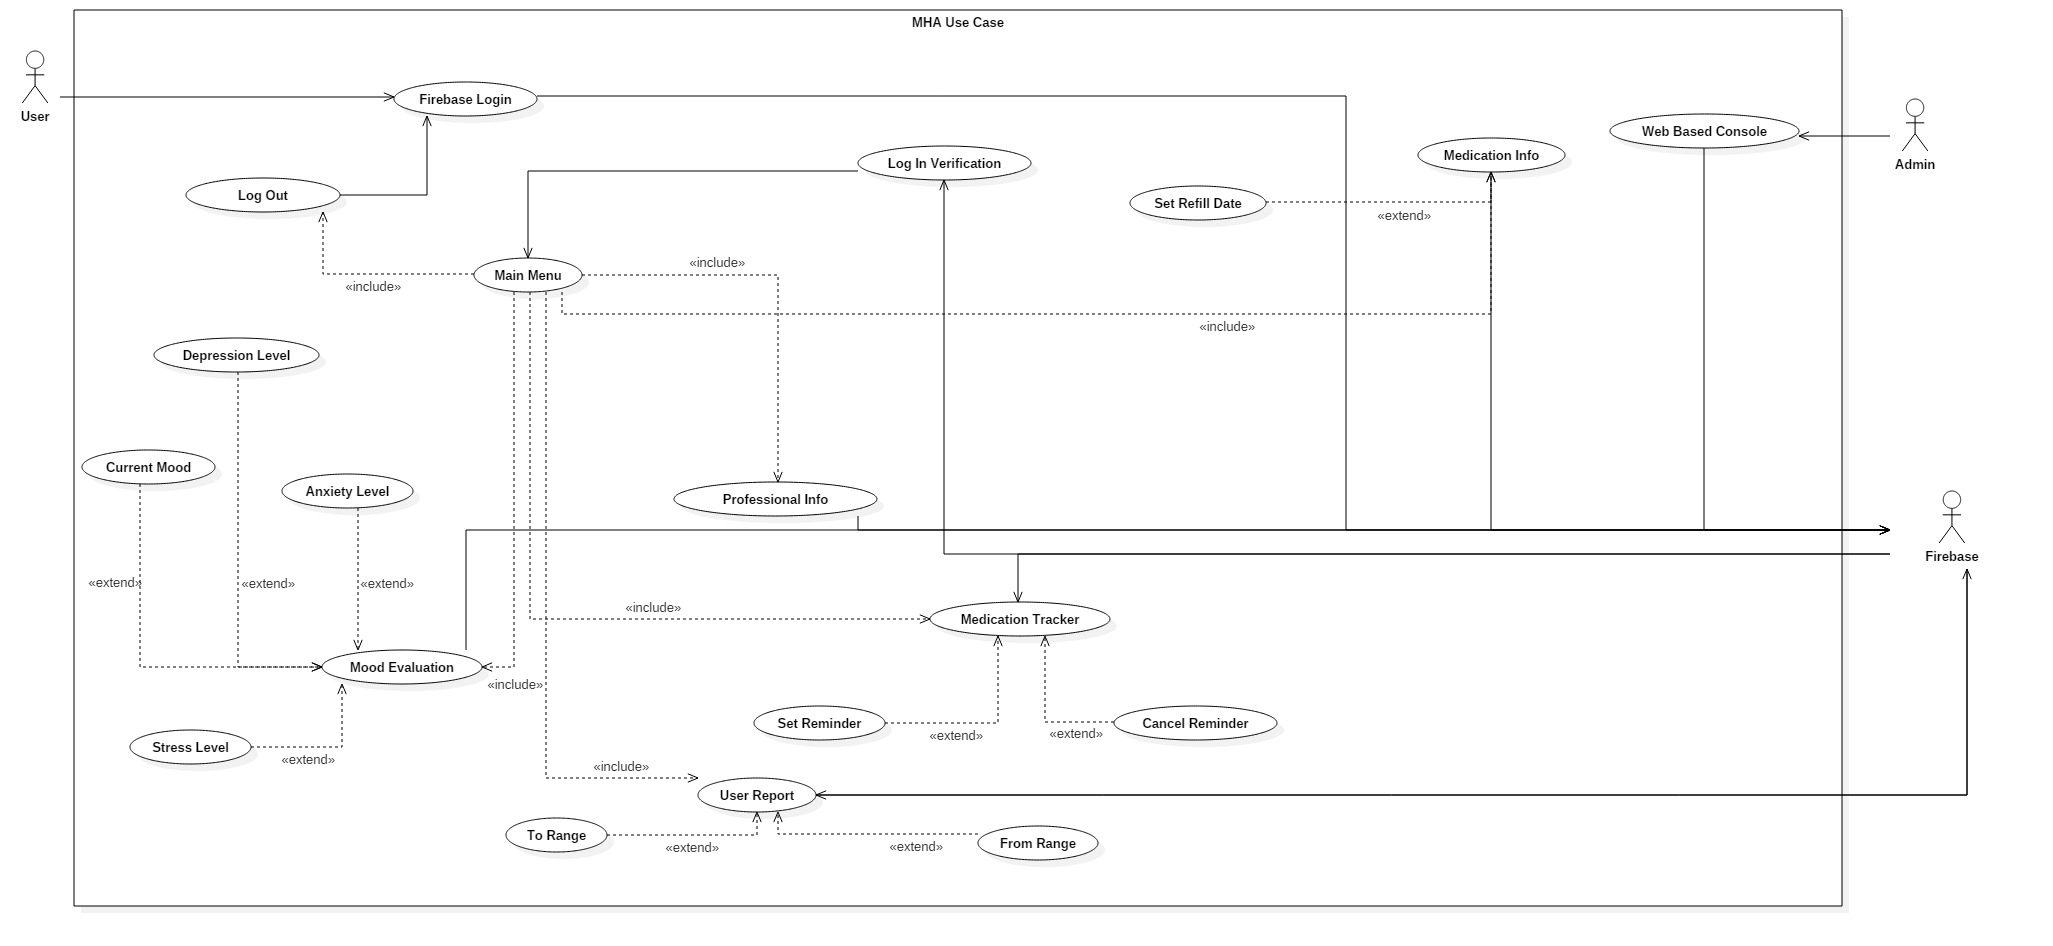 MHA Use Case
User
Firebase Login
Web Based Console
Medication Info
Log In Verification
Admin
Log Out
Set Refill Date
«extend»
Main Menu
«include»
«include»
«include»
Depression Level
Current Mood
Anxiety Level
Professional Info
Firebase
«extend»
«extend»
«extend»
«include»
Medication Tracker
Mood Evaluation
«include»
Set Reminder
Cancel Reminder
«extend»
«extend»
Stress Level
«extend»
«include»
User Report
To Range
From Range
«extend»
«extend»